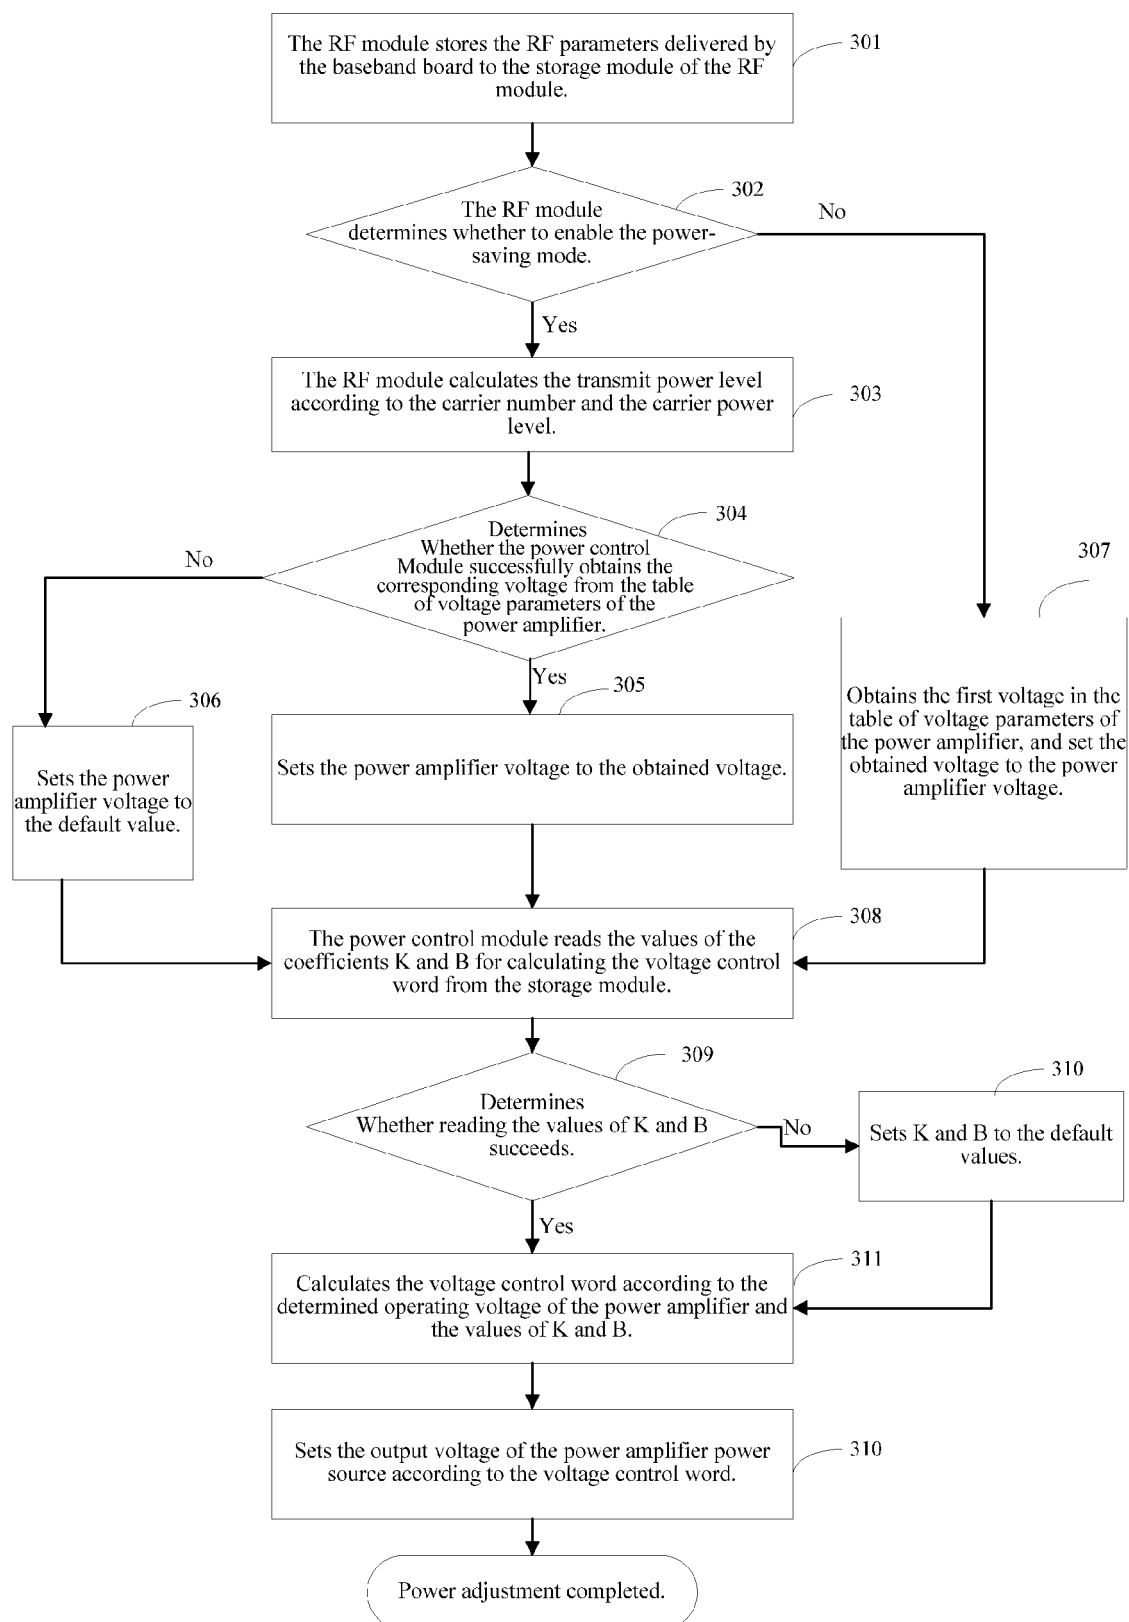 The RF module stores the RF parameters delivered by
the baseband board to the storage module of the RF
module.
301
302
The RF module
determines whether to enable the power-
saving mode.
No
Yes
The RF module calculates the transmit power level
according to the carrier number and the carrier power
level.
303
304
Determines
Whether the power control
Module successfully obtains the
corresponding voltage from the table
of voltage parameters of the
power amplifier.
No
Yes
307
306
Sets the power
amplifier voltage to
the default value.
305
Sets the power amplifier voltage to the obtained voltage.
Obtains the first voltage in the
table of voltage parameters of
the power amplifier, and set the
obtained voltage to the power
amplifier voltage.
The power control module reads the values of the
coefficients K and B for calculating the voltage control
word from the storage module.
308
309
Determines
Whether reading the values of K and B
succeeds.
No
Yes
310
Sets K and B to the default
values.
Calculates the voltage control word according to the
determined operating voltage of the power amplifier and
the values of K and B.
311
Sets the output voltage of the power amplifier power
source according to the voltage control word.
310
Power adjustment completed.